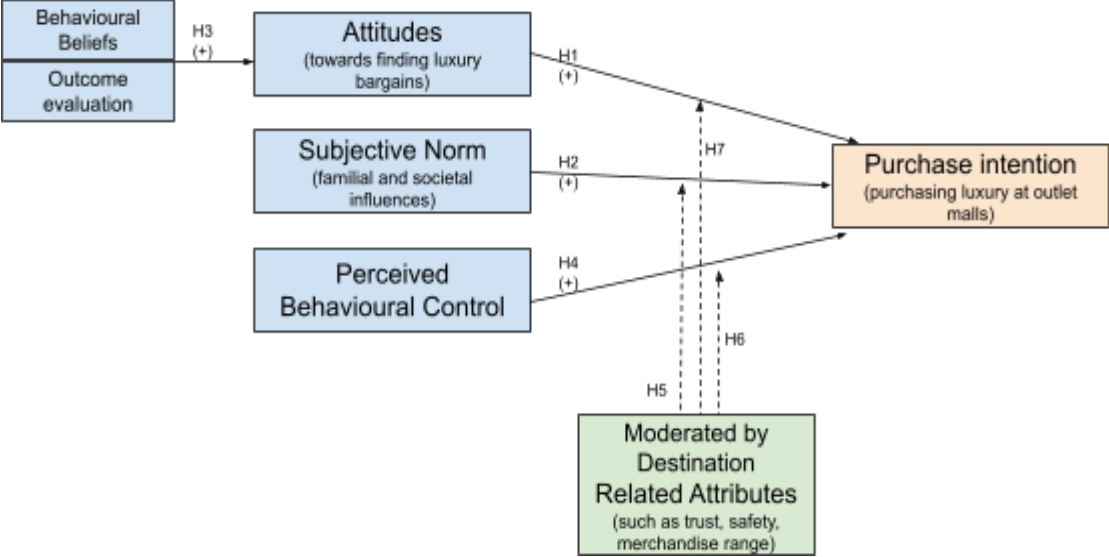 Behavioural
Beliefs
Outcome
evaluation
H3
(+)
Attitudes
(towards finding luxury
bargains)
H1
(+)
Subjective Norm
(familial and societal
influences)
H2
(+)
H7
Purchase intention
(purchasing luxury at outlet
malls)
Perceived
Behavioural Control
H4
(+)
H6
H5
Moderated by
Destination
Related Attributes
(such as trust, safety,
merchandise range)